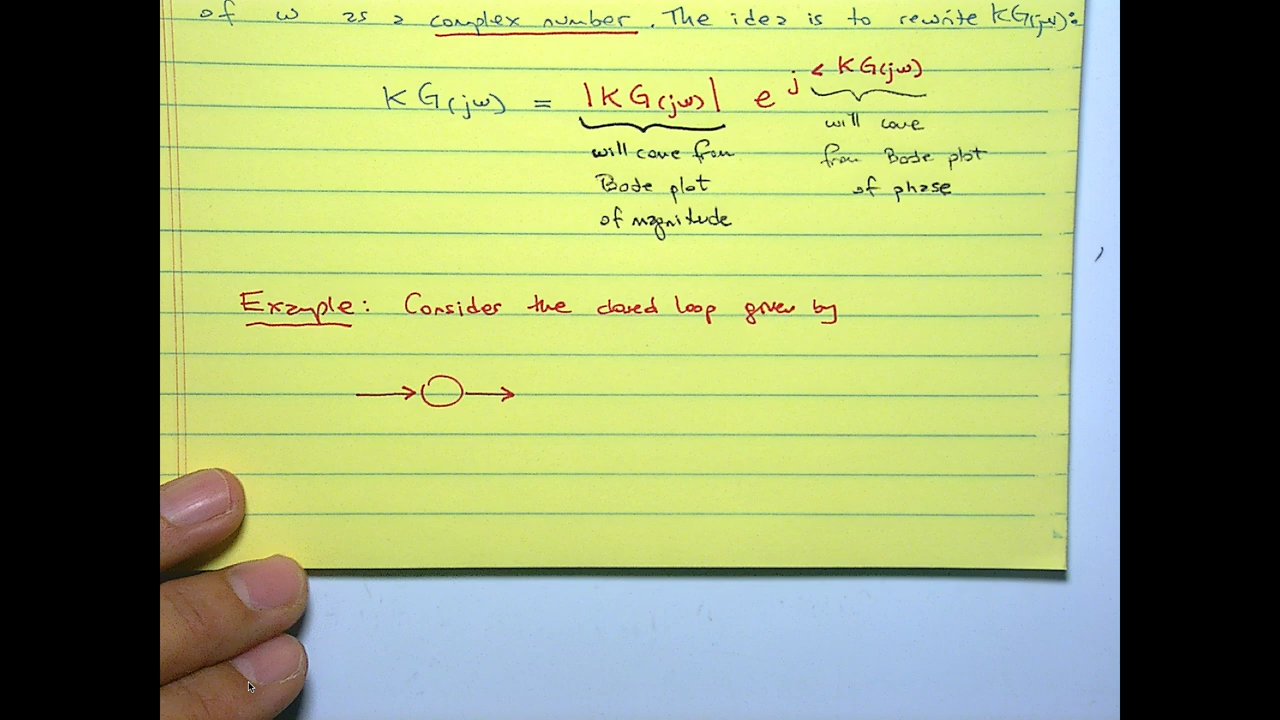 of ω as a complex number. The idea is to rewrite KG(jω):
KG(jω) = |KG(jω)| e^{j∠KG(jω)}
will come from
Bode plot
of magnitude
will come
from Bode plot
of phase
Example: Consider the closed loop given by